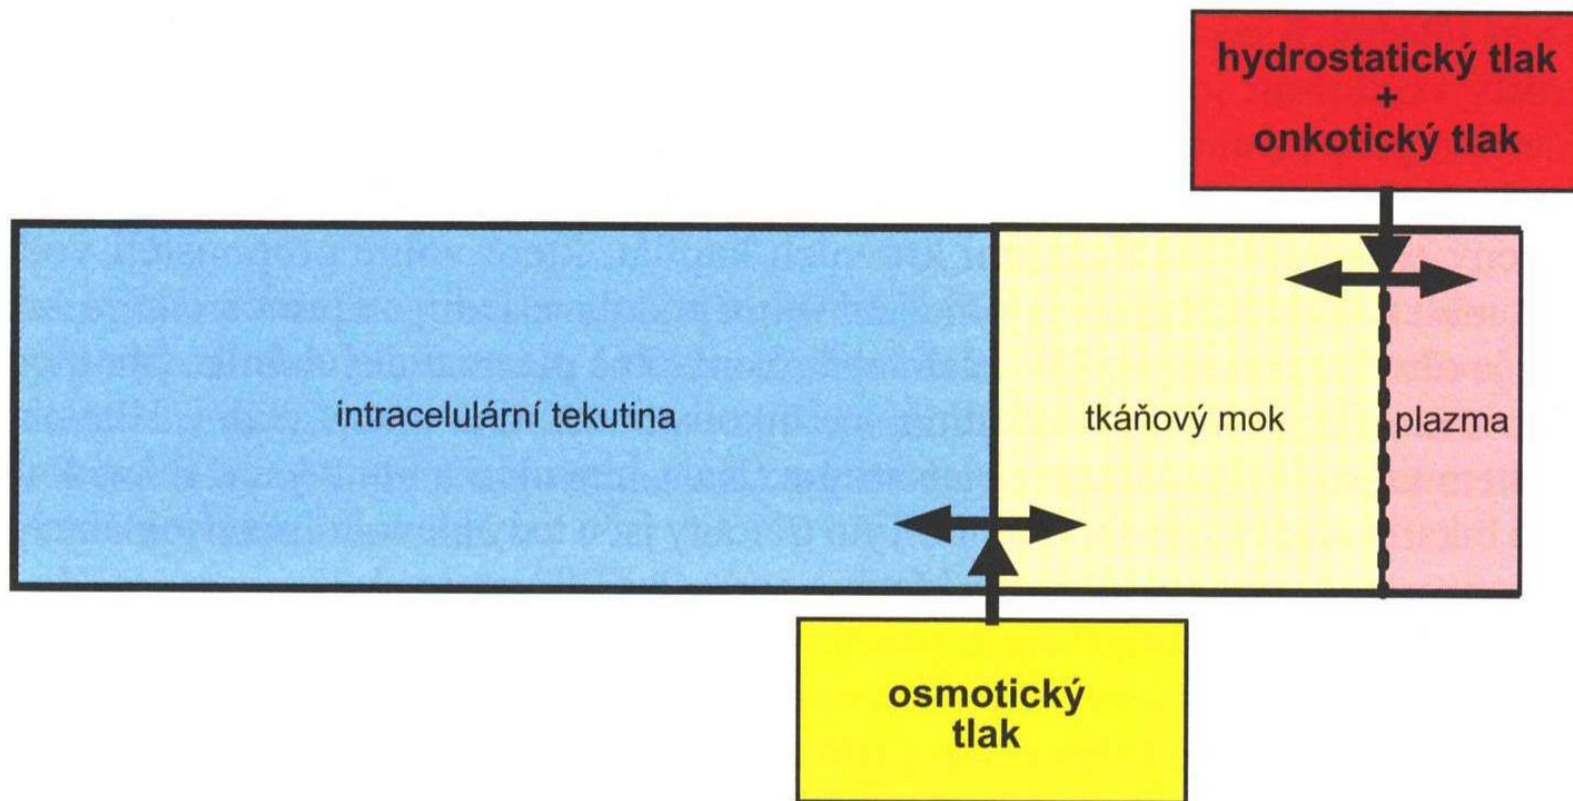 hydrostatický tlak
+
onkotický tlak
intracelulární tekutina
tkáňový mok
plazma
osmotický
tlak